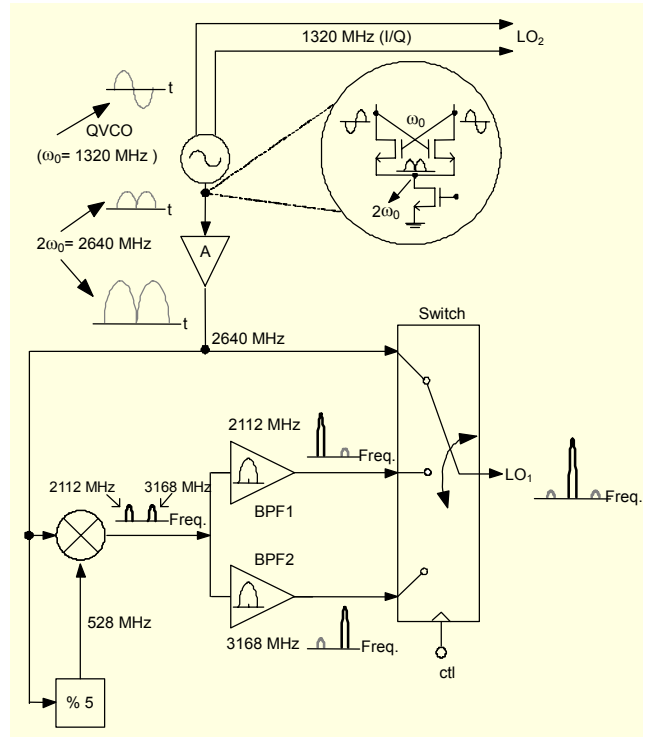 1320 MHz (I/Q)
LO2
t
QVCO
(ω0= 1320 MHz )
ω0
2ω0
t
2ω0= 2640 MHz
A
t
Switch
2640 MHz
2112 MHz
Freq.
LO1
Freq.
2112 MHz
3168 MHz
Freq.
BPF1
BPF2
528 MHz
3168 MHz
Freq.
% 5
ctl